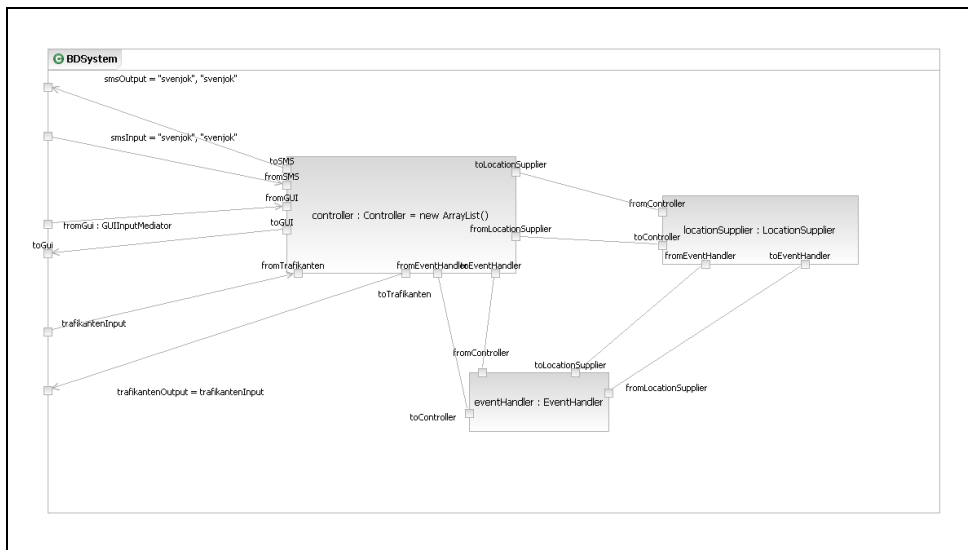 BDSystem
smsOutput = "svenjok", "svenjok"
smsInput = "svenjok", "svenjok"
toSMS
fromSMS
fromGUI
toGUI
controller : Controller = new ArrayList()
toLocationSupplier
fromLocationSupplier
fromController
locationSupplier : LocationSupplier
toController
fromEventHandler
toEventHandler
fromGui : GUIInputMediator
toGui
fromTrafikanten
fromEventHandler
toEventHandler
toTrafikanten
trafikantenInput
fromController
toLocationSupplier
trafikantenOutput = trafikantenInput
eventHandler : EventHandler
fromLocationSupplier
toController